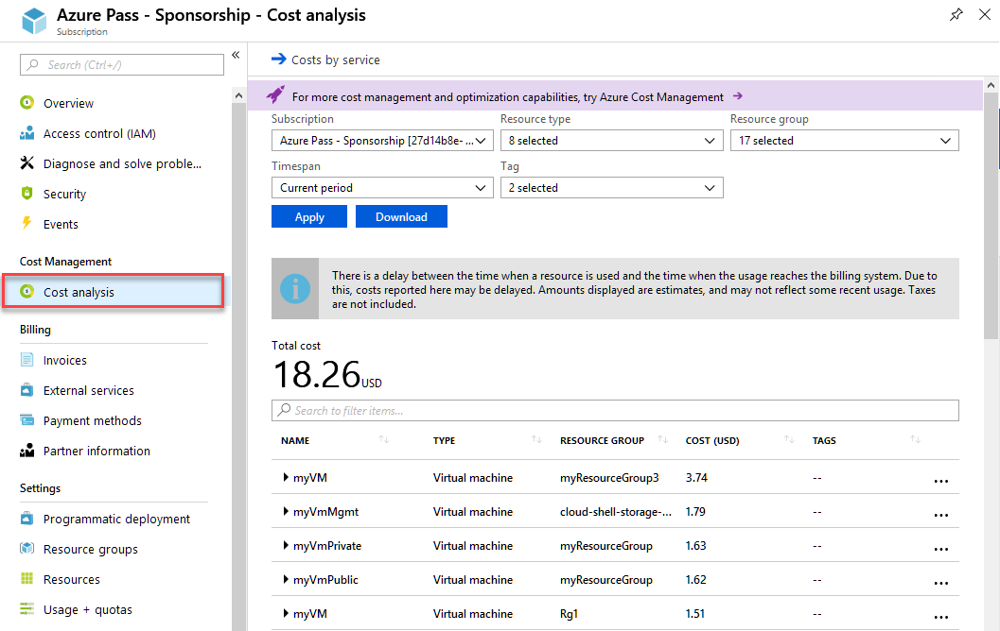 Azure Pass - Sponsorship - Cost analysis
Subscription
Search (Ctrl+/)
Overview
Access control (IAM)
Diagnose and solve proble...
Security
Events
Cost Management
Cost analysis
Billing
Invoices
External services
Payment methods
Partner information
Settings
Programmatic deployment
Resource groups
Resources
Usage + quotas
Costs by service
For more cost management and optimization capabilities, try Azure Cost Management
Subscription Resource type Resource group
Azure Pass - Sponsorship [27d14b8e- ... 8 selected 17 selected
Timespan Tag
Current period 2 selected
Apply Download
There is a delay between the time when a resource is used and the time when the usage reaches the billing system. Due to
this, costs reported here may be delayed. Amounts displayed are estimates, and may not reflect some recent usage. Taxes
are not included.
Total cost
18.26 USD
Search to filter items...
NAME TYPE RESOURCE GROUP COST (USD) TAGS
myVM Virtual machine myResourceGroup3 3.74 -- ...
myVmMgmt Virtual machine cloud-shell-storage-... 1.79 -- ...
myVmPrivate Virtual machine myResourceGroup 1.63 -- ...
myVmPublic Virtual machine myResourceGroup 1.62 -- ...
myVM Virtual machine Rg1 1.51 -- ...